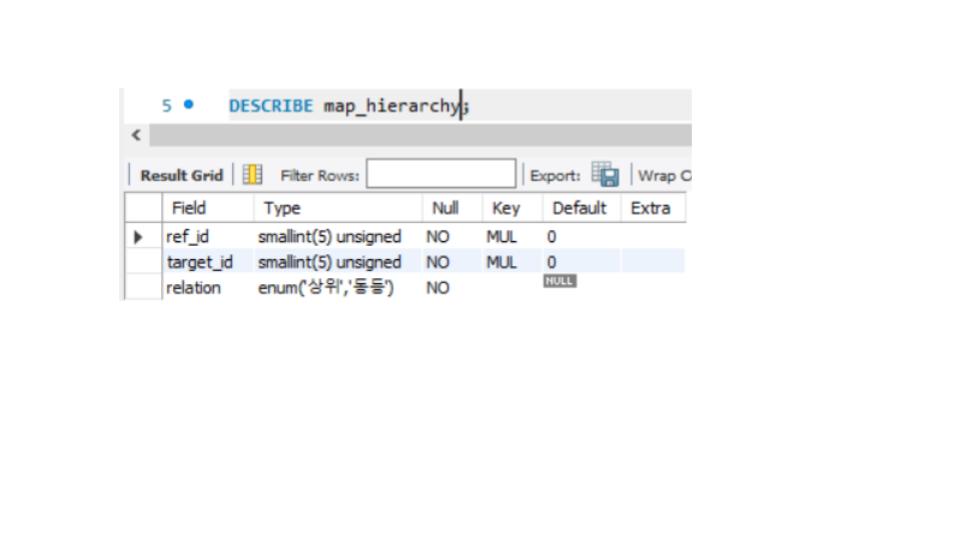 5 DESCRIBE map_hierarchy;
Result Grid Filter Rows: Export: Wrap C
Field Type Null Key Default Extra
ref_id smallint(5) unsigned NO MUL 0
target_id smallint(5) unsigned NO MUL 0
relation enum('상위','동등') NO NULL